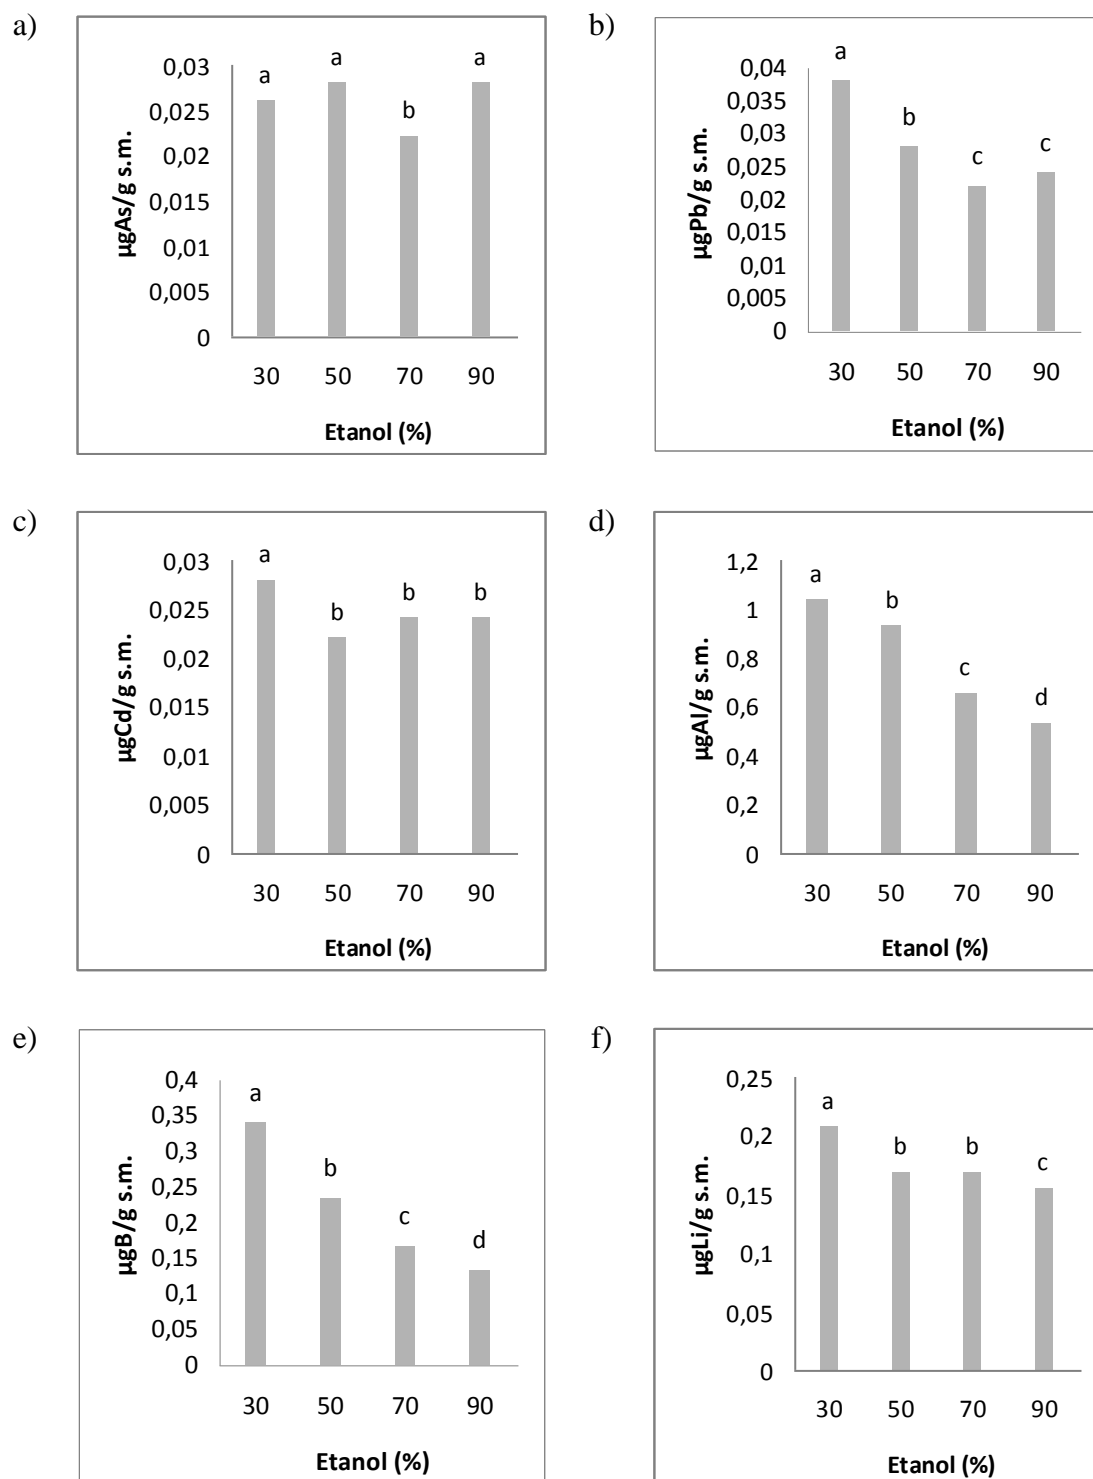 a)
0,03
0,025
0,02
0,015
0,01
0,005
0
a a b a
µgAs/g s.m.
30 50 70 90
Etanol (%)
b)
0,04
0,035
0,03
0,025
0,02
0,015
0,01
0,005
0
a b c c
µgPb/g s.m.
30 50 70 90
Etanol (%)
c)
0,03
0,025
0,02
0,015
0,01
0,005
0
a b b b
µgCd/g s.m.
30 50 70 90
Etanol (%)
d)
1,2
1
0,8
0,6
0,4
0,2
0
a b c d
µgAl/g s.m.
30 50 70 90
Etanol (%)
e)
0,4
0,35
0,3
0,25
0,2
0,15
0,1
0,05
0
a b c d
µgB/g s.m.
30 50 70 90
Etanol (%)
f)
0,25
0,2
0,15
0,1
0,05
0
a b b c
µgLi/g s.m.
30 50 70 90
Etanol (%)